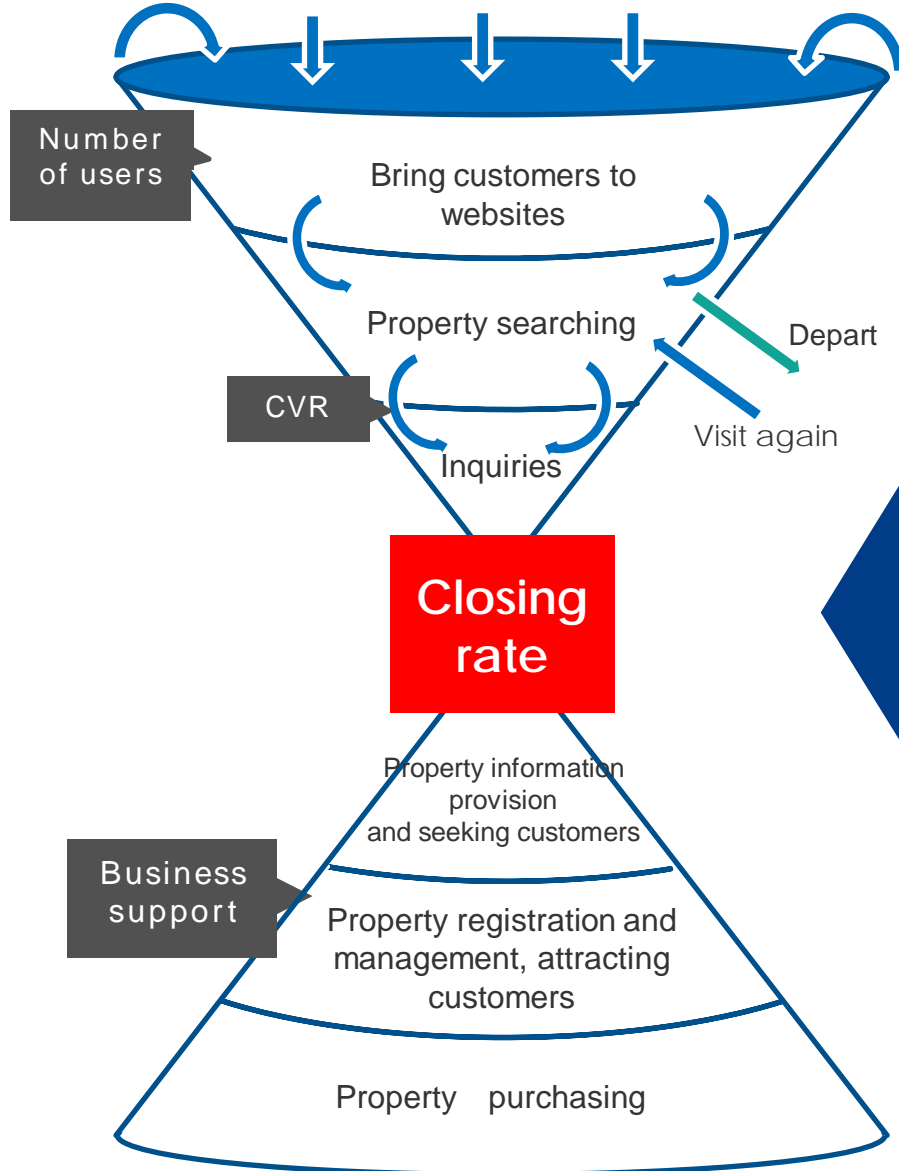 Number
of users
Bring customers to
websites
Property searching
Depart
CVR
Visit again
Inquiries
Closing
rate
Property information
provision
and seeking customers
Business
support
Property registration and
management, attracting
customers
Property purchasing